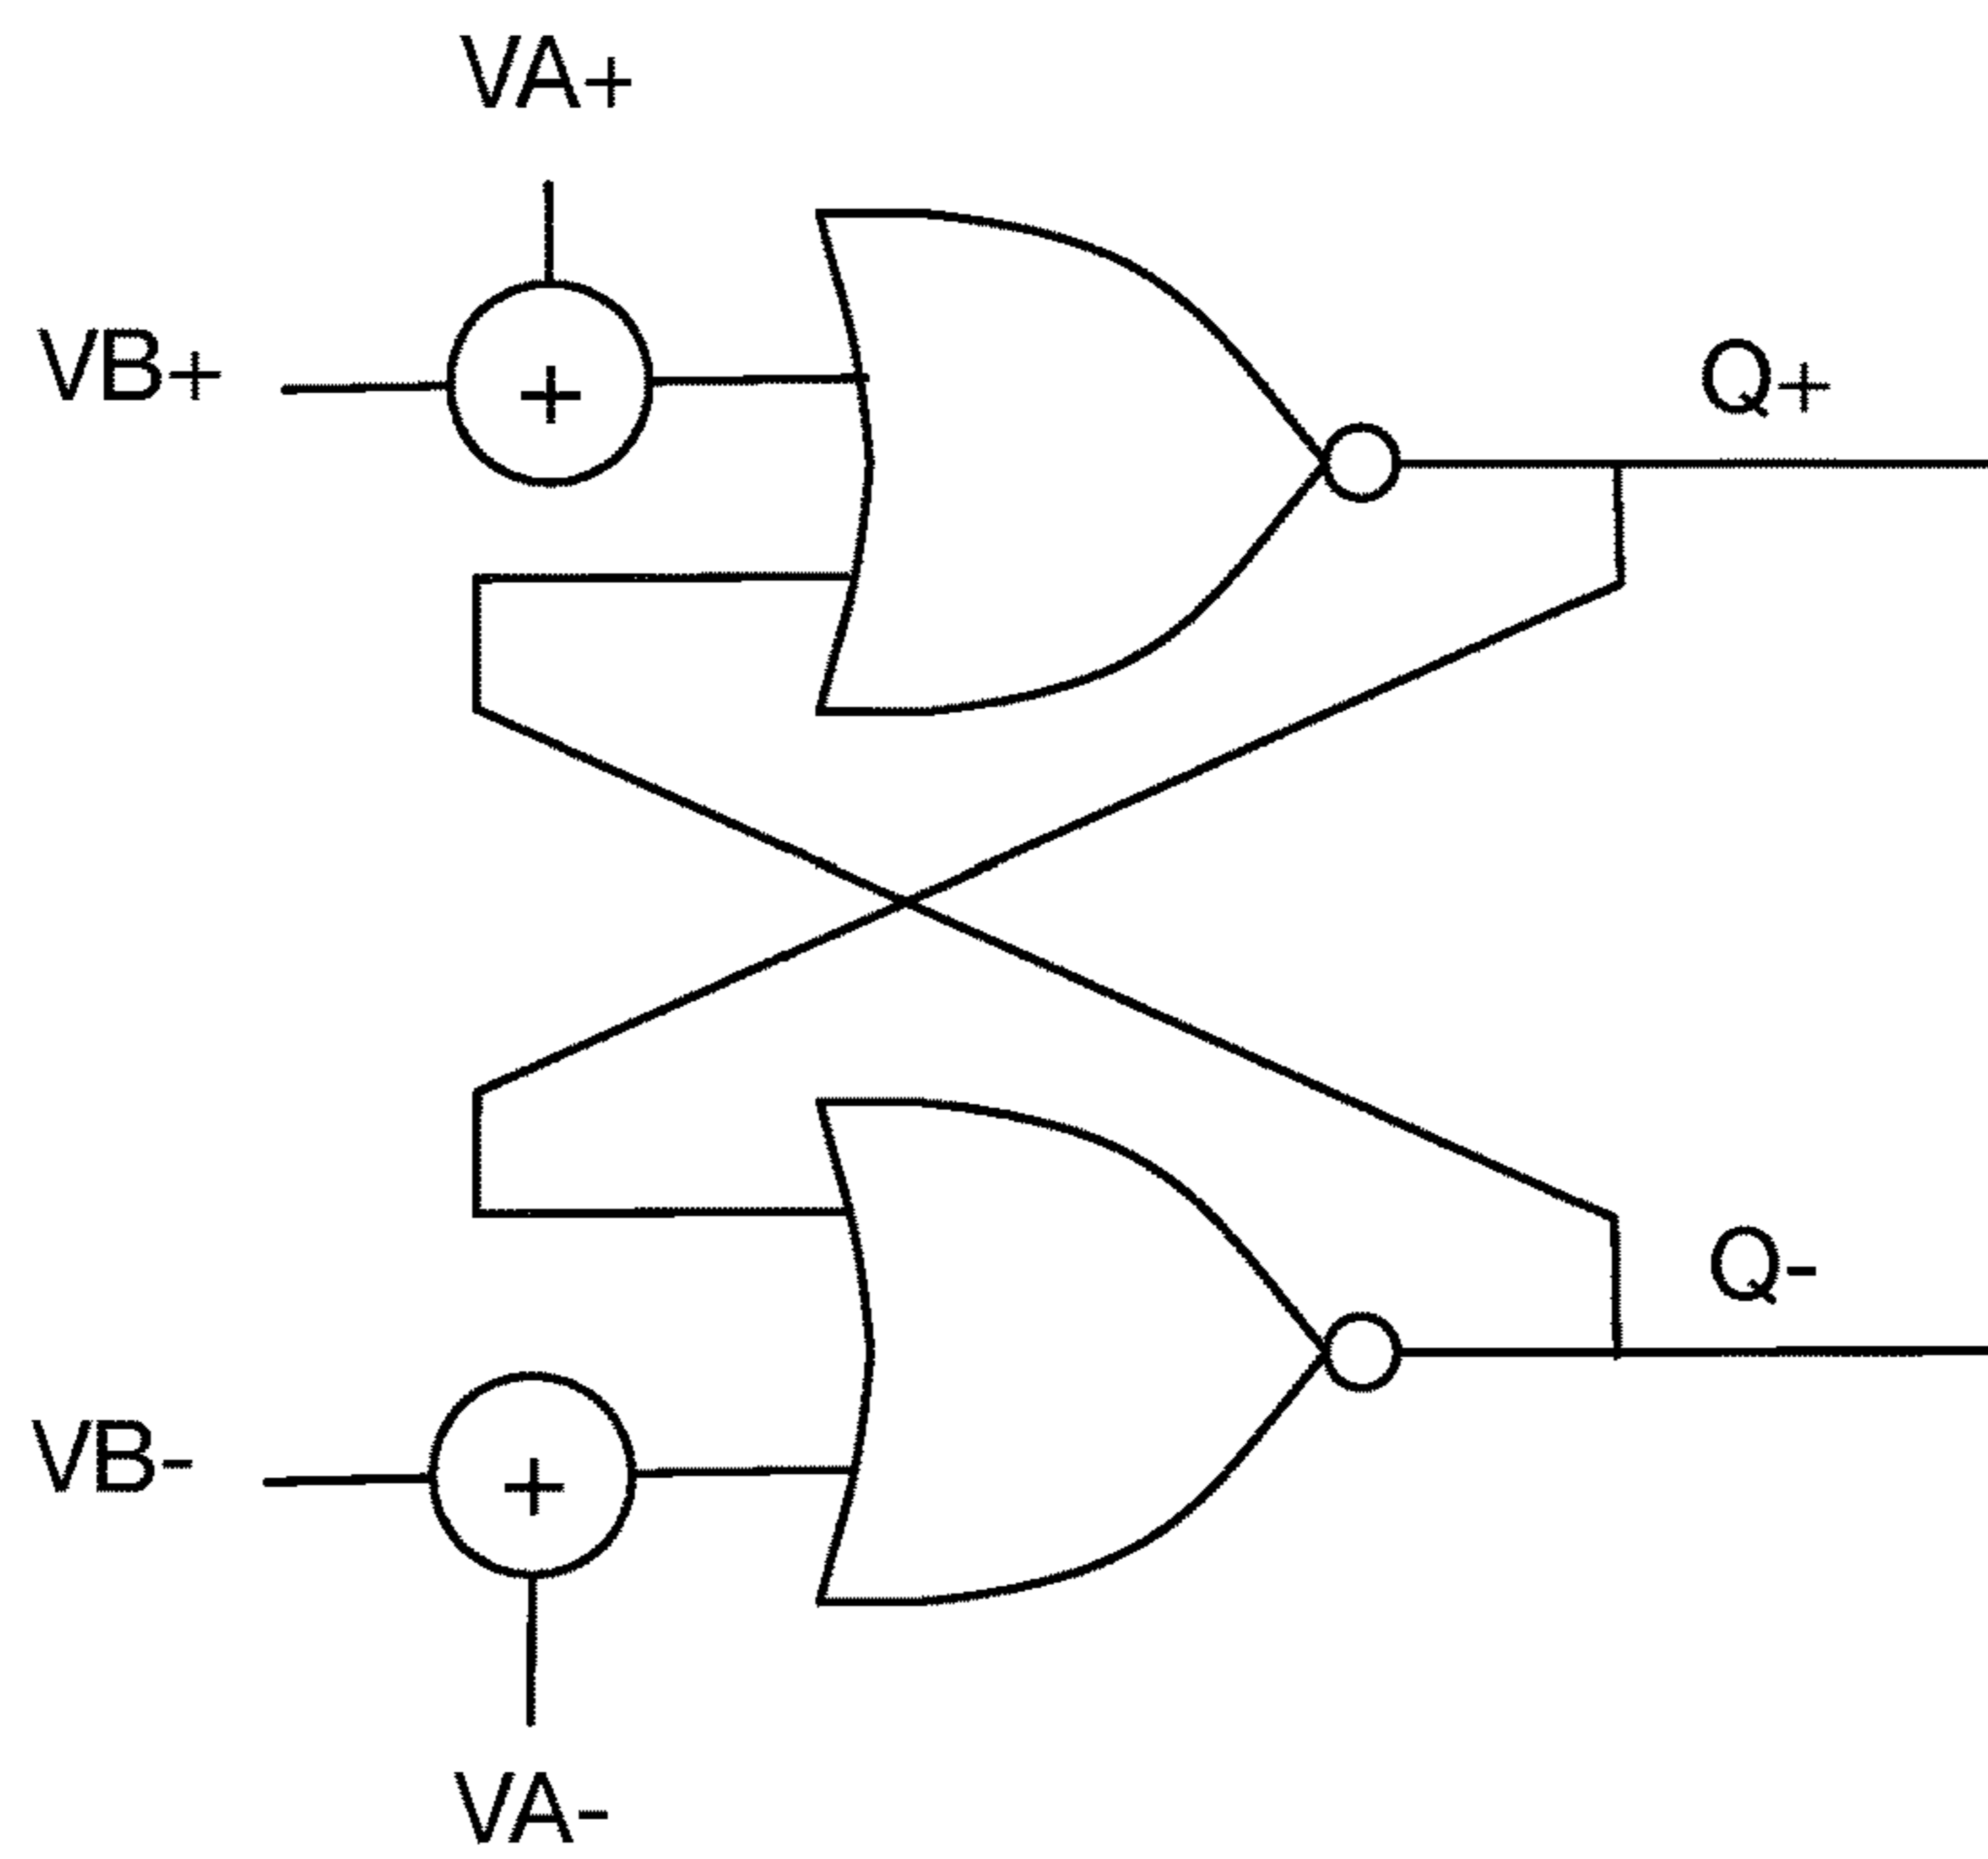 VA+
VB+
+
Q+
Q-
VB-
+
VA-